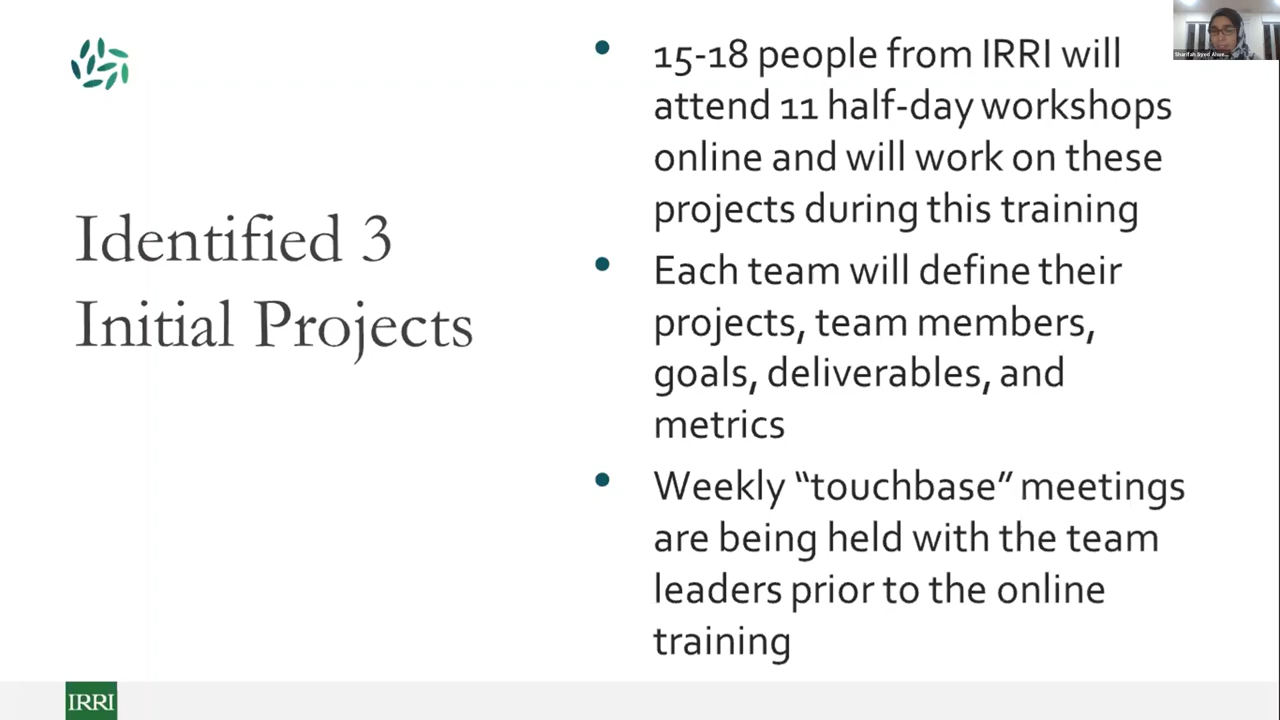 Identified 3
Initial Projects
• 15-18 people from IRRI will
attend 11 half-day workshops
online and will work on these
projects during this training
• Each team will define their
projects, team members,
goals, deliverables, and
metrics
• Weekly “touchbase” meetings
are being held with the team
leaders prior to the online
training
IRRI
Sharifah Syed